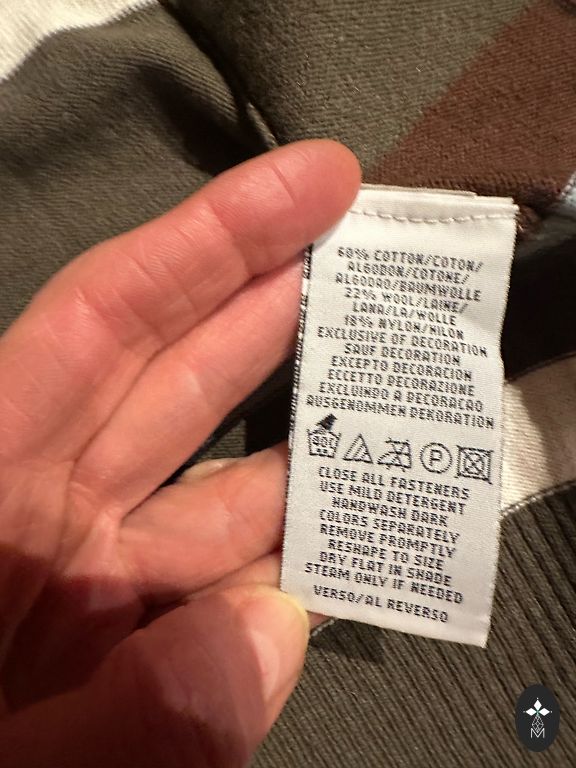 60% COTTON/COTON/
ALGODON/COTONE/
ALGODAO/BAUMWOLLE
22% WOOL/LAINE/
LANA/LA/WOLLE
18% NYLON/NILON
EXCLUSIVE OF DECORATION
SAUF DECORATION
EXCEPTO DECORACION
ECCETTO DECORAZIONE
EXCLUINDO A DECORACAO
AUSGENOMMEN DEKORATION
40C P
CLOSE ALL FASTENERS
USE MILD DETERGENT
HANDWASH DARK
COLORS SEPARATELY
REMOVE PROMPTLY
RESHAPE TO SIZE
DRY FLAT IN SHADE
STEAM ONLY IF NEEDED
VERSO/AL REVERSO
M